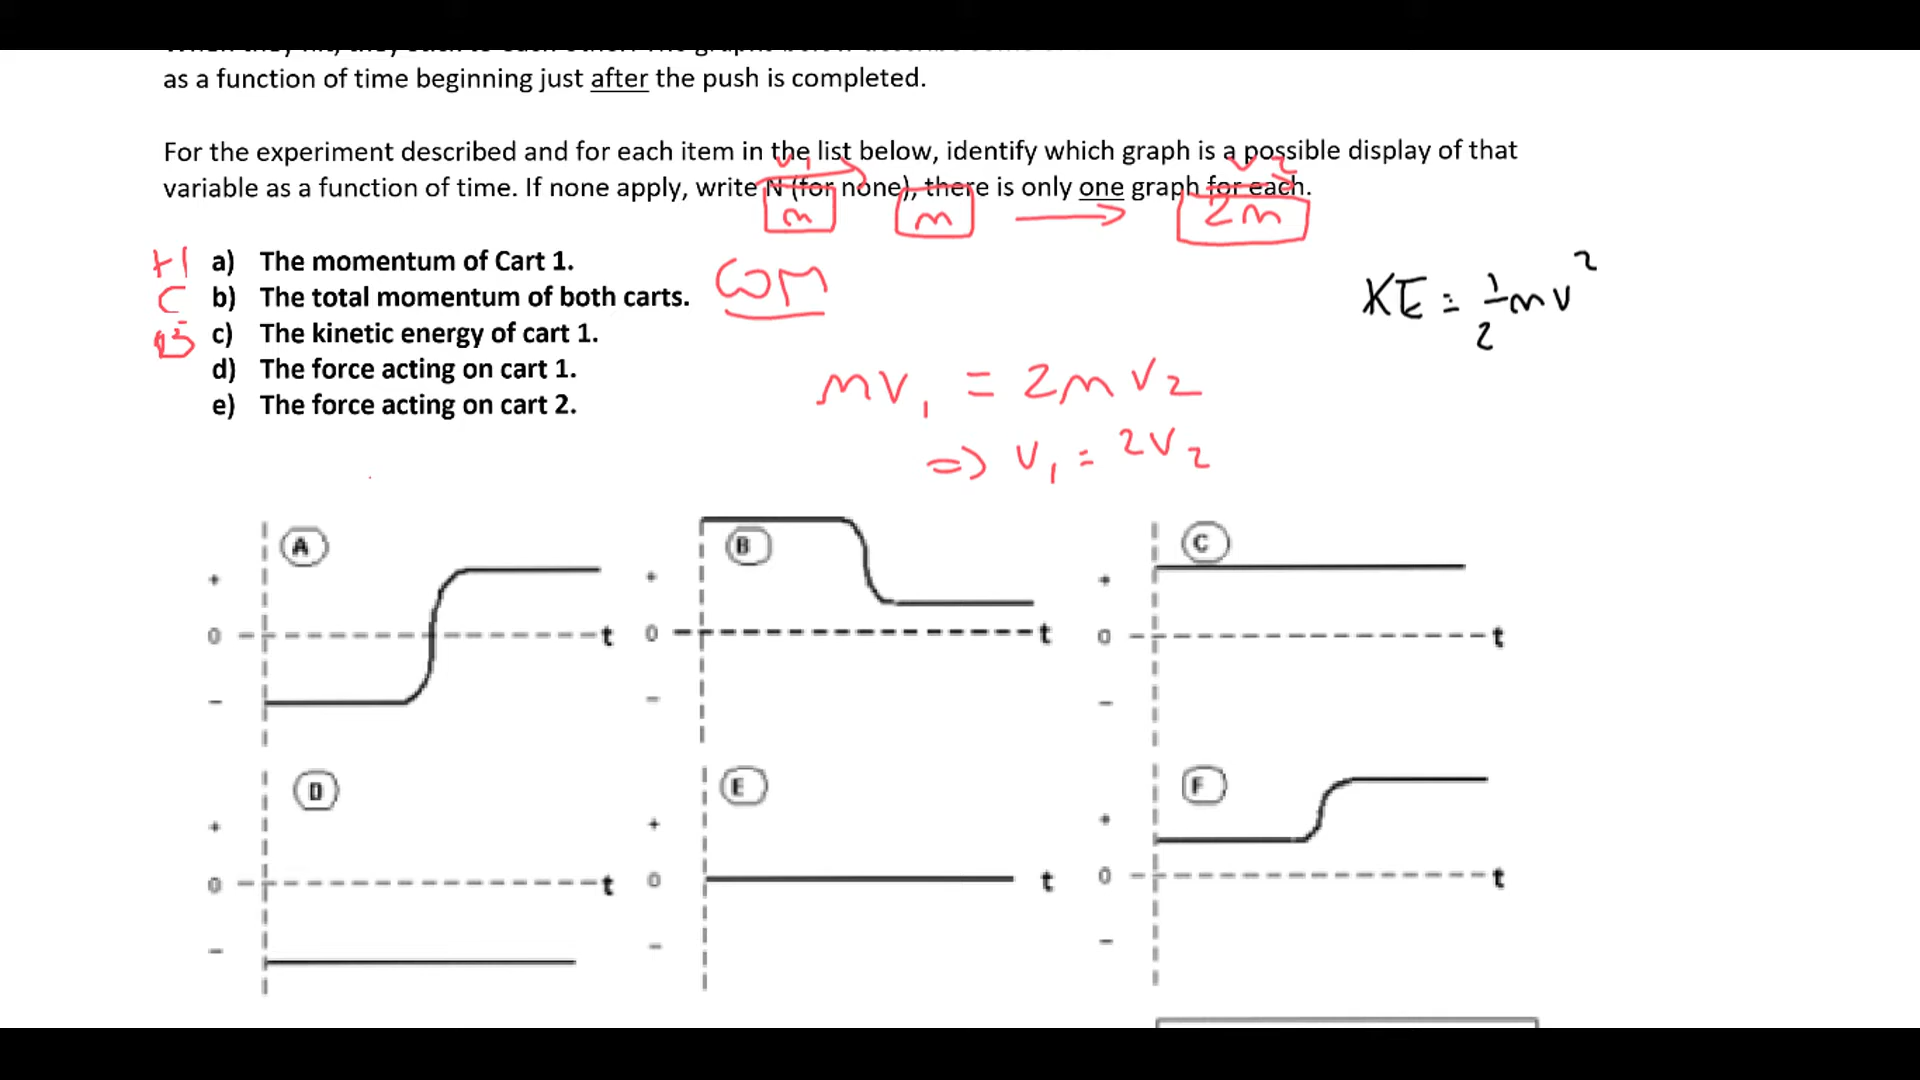 as a function of time beginning just after the push is completed.
For the experiment described and for each item in the list below, identify which graph is a possible display of that
variable as a function of time. If none apply, write N (for none), there is only one graph for each.
v1
v2
m
m
2m
H a) The momentum of Cart 1.
C b) The total momentum of both carts.
B c) The kinetic energy of cart 1.
d) The force acting on cart 1.
e) The force acting on cart 2.
COM
KE = 1/2 mv²
mv₁ = 2mv₂
=> v₁ = 2v₂
A
+
0
-
t
B
+
0
-
t
C
+
0
-
t
D
+
0
-
t
E
+
0
-
t
F
+
0
-
t